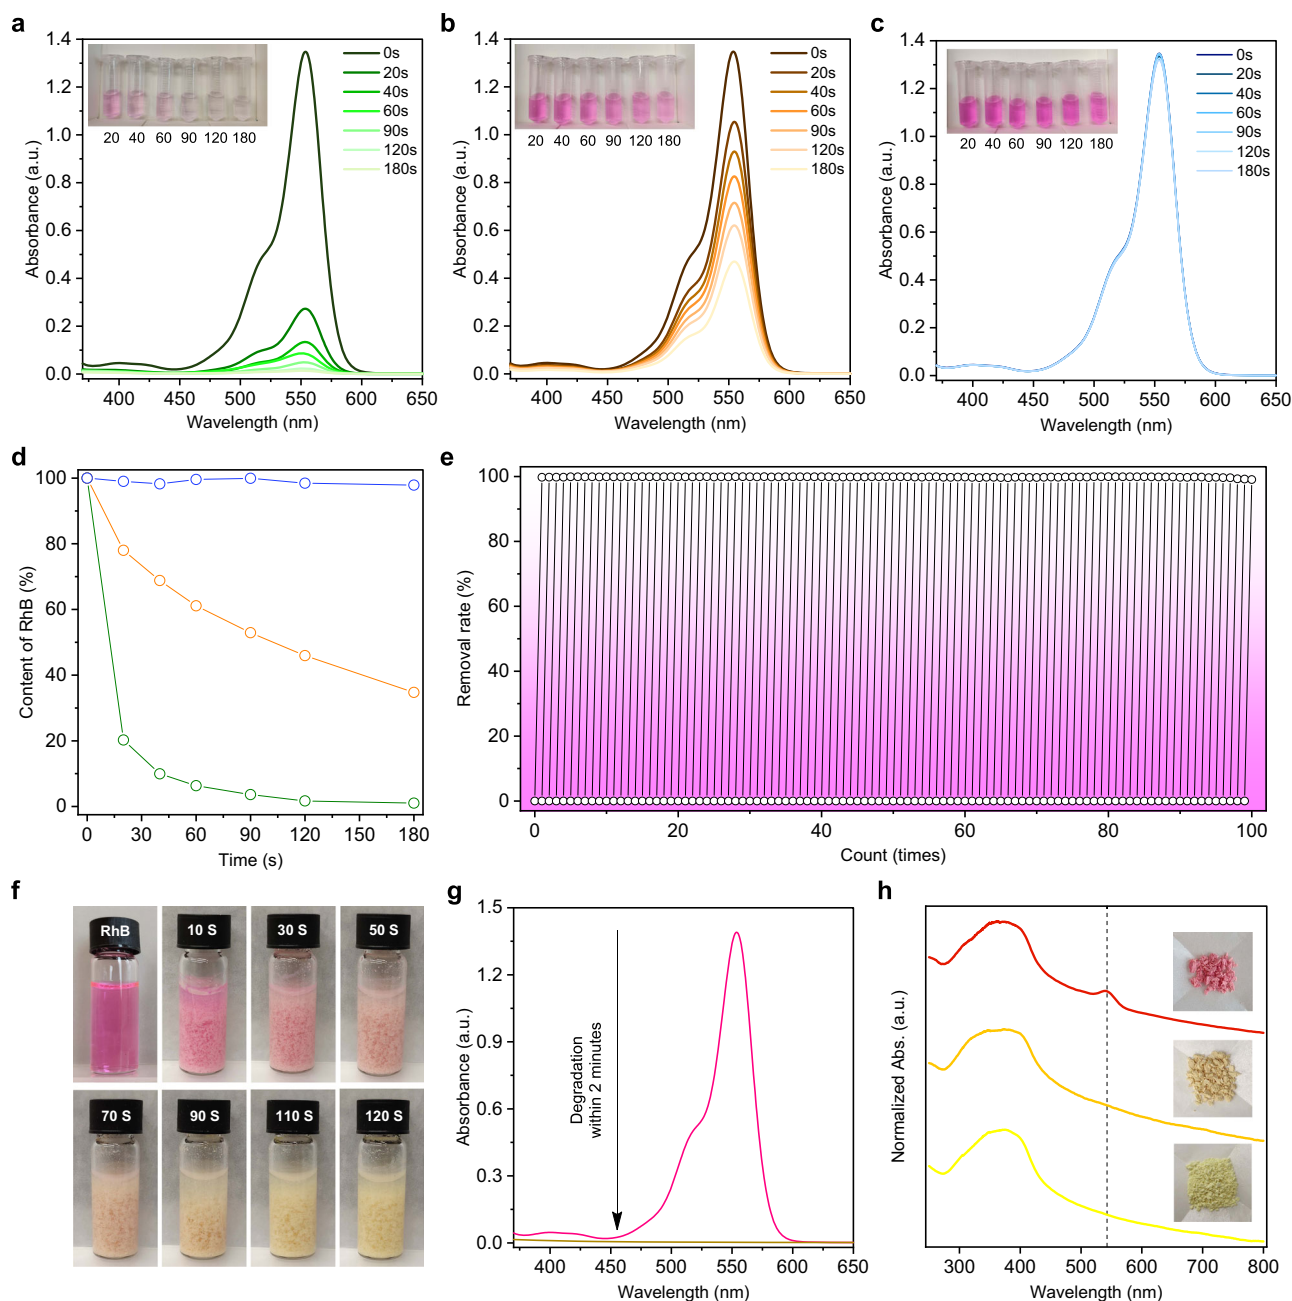 a
1.4
1.2
1.0
0.8
0.6
0.4
0.2
0.0
Absorbance (a.u.)
400 450 500 550 600 650
Wavelength (nm)
20 40 60 90 120 180
0s
20s
40s
60s
90s
120s
180s
b
1.4
1.2
1.0
0.8
0.6
0.4
0.2
0.0
Absorbance (a.u.)
400 450 500 550 600 650
Wavelength (nm)
20 40 60 90 120 180
0s
20s
40s
60s
90s
120s
180s
c
1.4
1.2
1.0
0.8
0.6
0.4
0.2
0.0
Absorbance (a.u.)
400 450 500 550 600 650
Wavelength (nm)
20 40 60 90 120 180
0s
20s
40s
60s
90s
120s
180s
d
100
80
60
40
20
0
Content of RhB (%)
0 30 60 90 120 150 180
Time (s)
e
100
80
60
40
20
0
Removal rate (%)
0 20 40 60 80 100
Count (times)
f
RhB 10 S 30 S 50 S
70 S 90 S 110 S 120 S
g
1.5
1.2
0.9
0.6
0.3
0.0
Absorbance (a.u.)
Degradation
within 2 minutes
400 450 500 550 600 650
Wavelength (nm)
h
Normalized Abs. (a.u.)
300 400 500 600 700 800
Wavelength (nm)